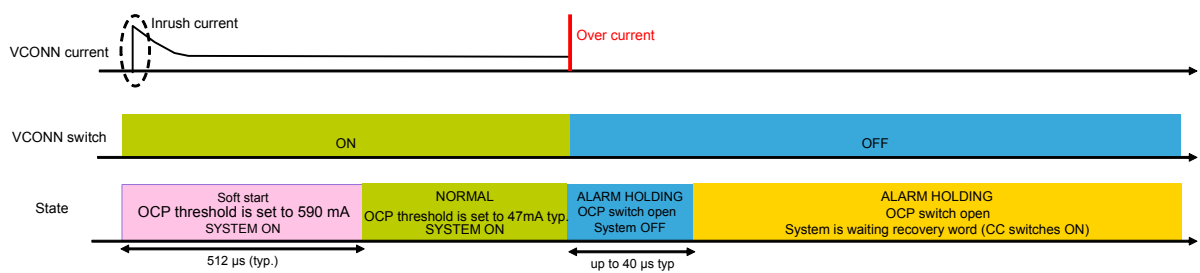 Inrush current
VCONN current
Over current
VCONN switch
ON
OFF
State
Soft start
OCP threshold is set to 590 mA
SYSTEM ON
NORMAL
OCP threshold is set to 47mA typ.
SYSTEM ON
ALARM HOLDING
OCP switch open
System OFF
ALARM HOLDING
OCP switch open
System is waiting recovery word (CC switches ON)
512 µs (typ.)
up to 40 µs typ